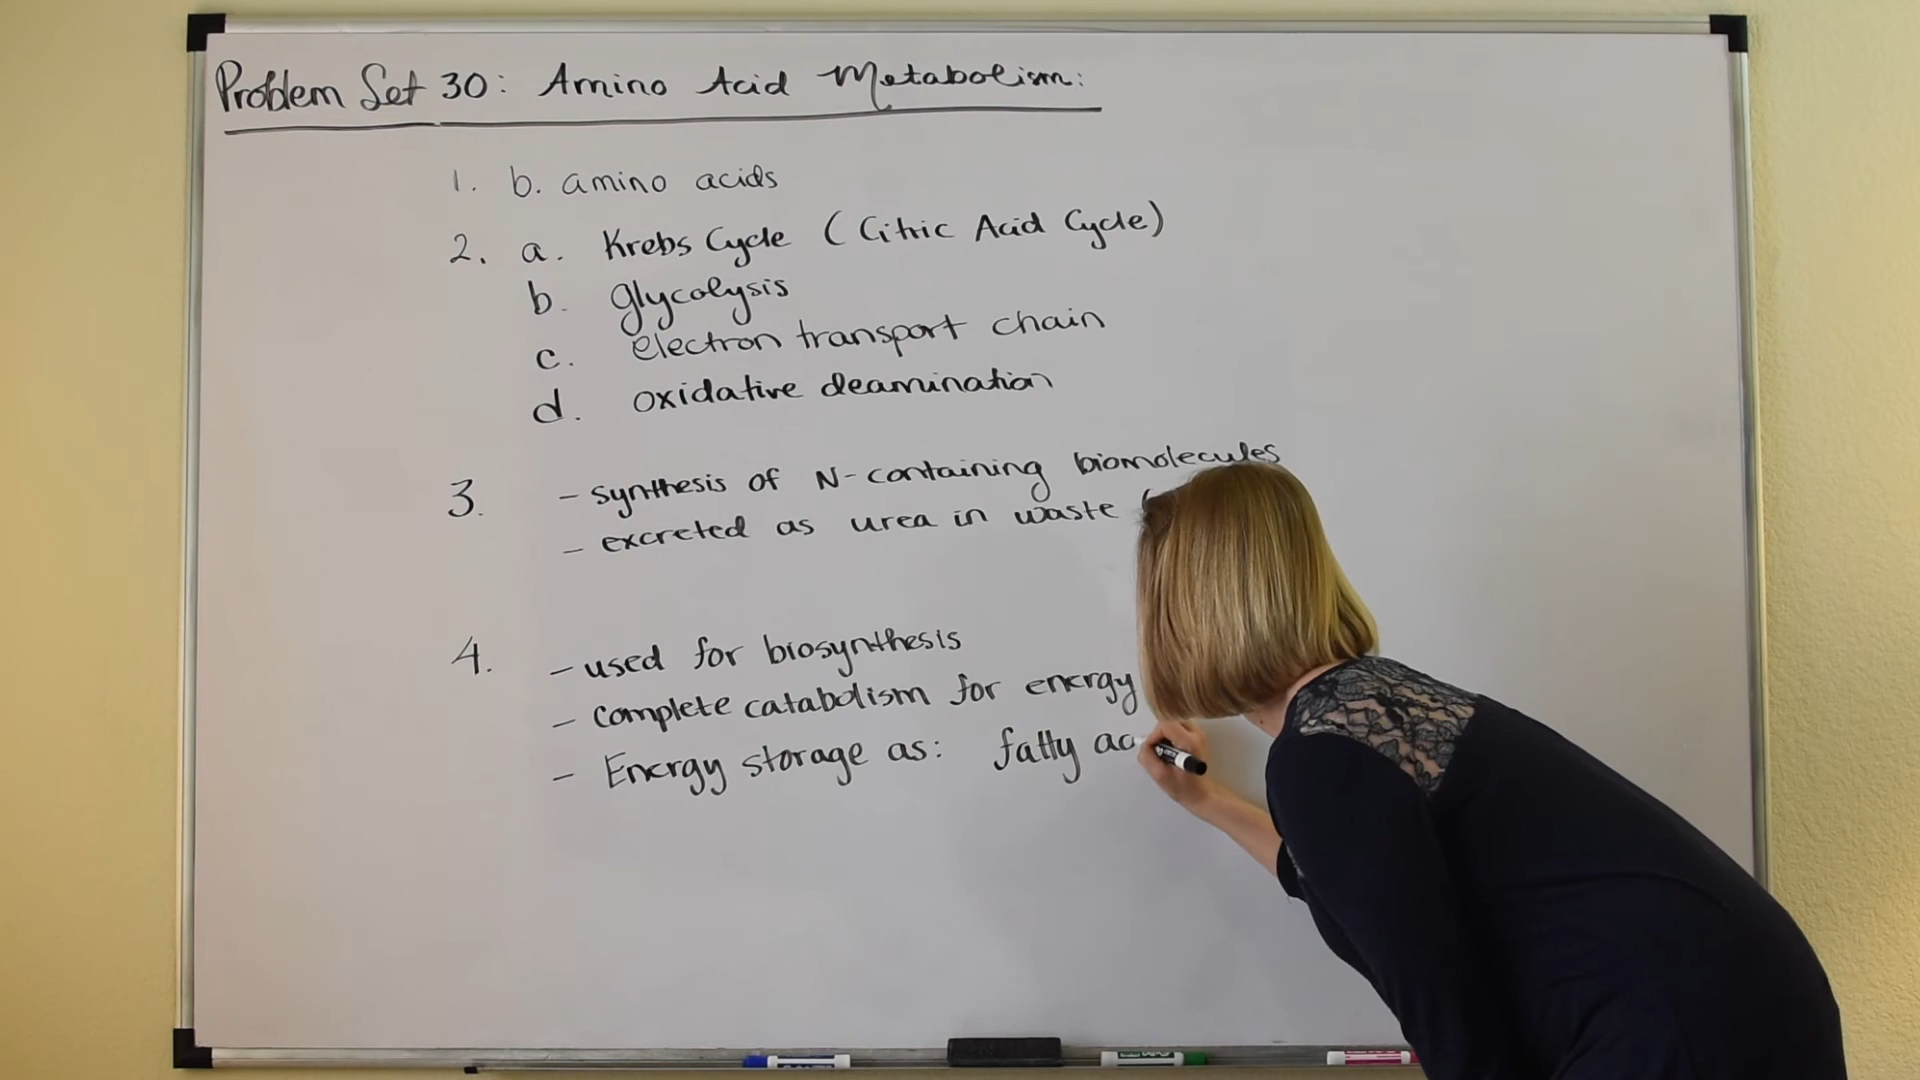 Problem Set 30: Amino Acid Metabolism:
1. b. amino acids
2. a. Krebs Cycle (Citric Acid Cycle)
b. glycolysis
c. electron transport chain
d. oxidative deamination
3. - synthesis of N-containing biomolecules
- excreted as urea in waste (
4. - used for biosynthesis
- complete catabolism for energy
- Energy storage as: fatty ac